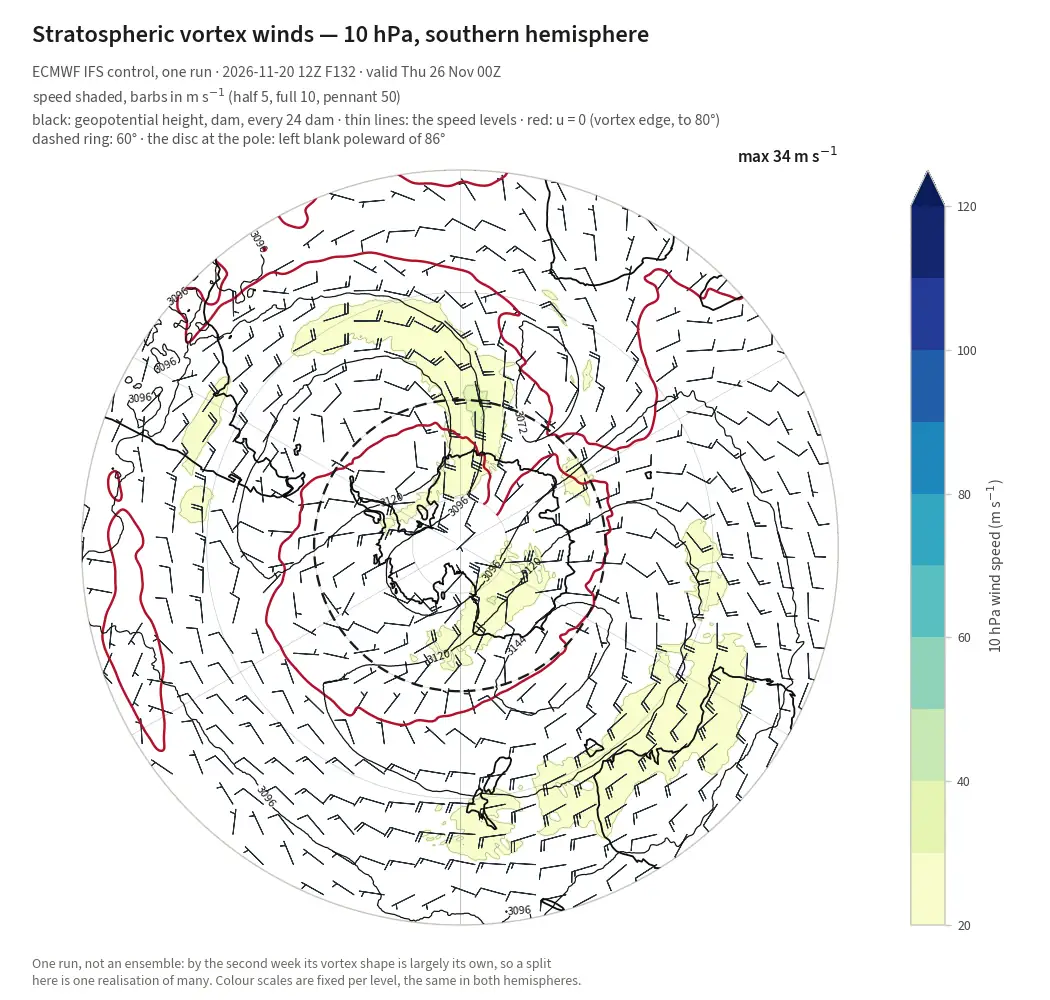 Stratospheric vortex winds — 10 hPa, southern hemisphere
ECMWF IFS control, one run · 2026-11-20 12Z F132 · valid Thu 26 Nov 00Z
speed shaded, barbs in m s⁻¹ (half 5, full 10, pennant 50)
black: geopotential height, dam, every 24 dam · thin lines: the speed levels · red: u = 0 (vortex edge, to 80°)
dashed ring: 60° · the disc at the pole: left blank poleward of 86°
max 34 m s⁻¹
120
100
80
60
40
20
10 hPa wind speed (m s⁻¹)
3096
3096
3096
3096
3072
3120
3096
3096
3120
3144
3120
3096
3096
One run, not an ensemble: by the second week its vortex shape is largely its own, so a split
here is one realisation of many. Colour scales are fixed per level, the same in both hemispheres.